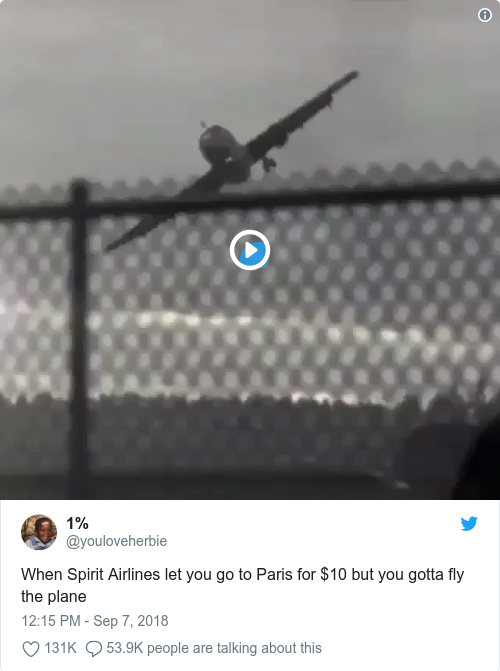 1%
@youloveherbie
When Spirit Airlines let you go to Paris for $10 but you gotta fly
the plane
12:15 PM - Sep 7, 2018
131K 53.9K people are talking about this